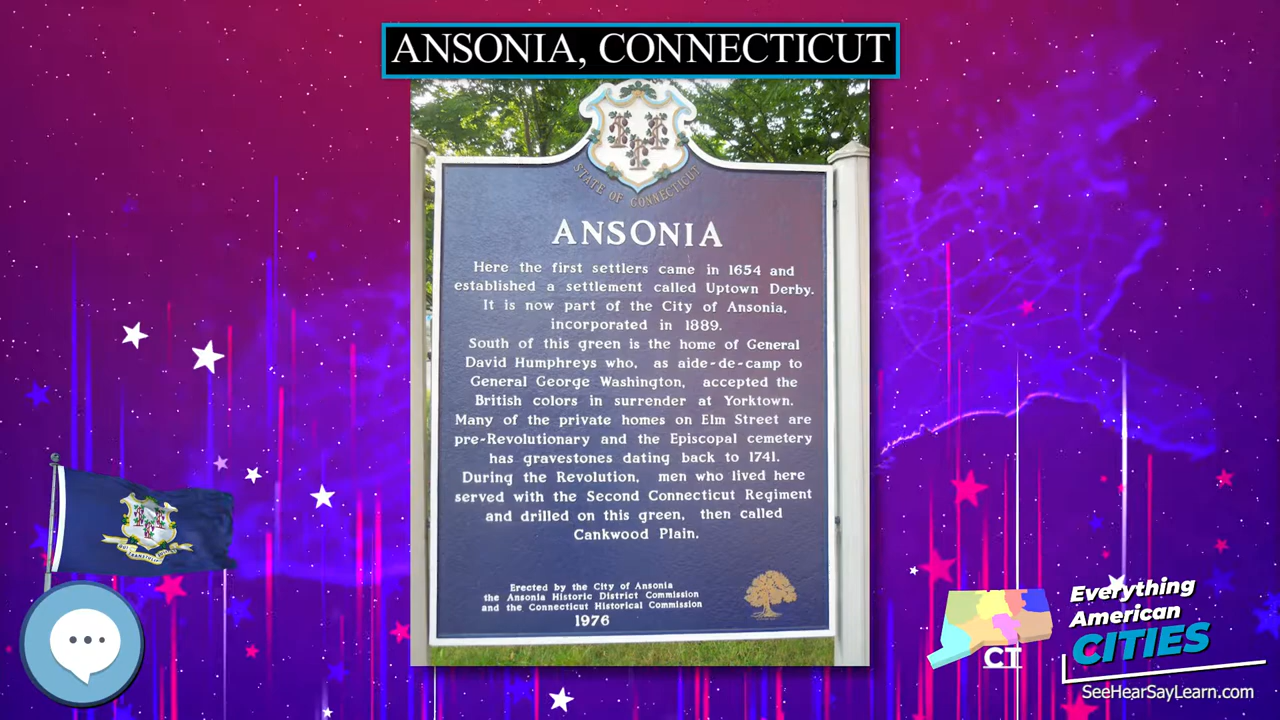 ANSONIA, CONNECTICUT
STATE OF CONNECTICUT
ANSONIA
Here the first settlers came in 1654 and
established a settlement called Uptown Derby.
It is now part of the City of Ansonia,
incorporated in 1889.
South of this green is the home of General
David Humphreys who, as aide-de-camp to
General George Washington, accepted the
British colors in surrender at Yorktown.
Many of the private homes on Elm Street are
pre-Revolutionary and the Episcopal cemetery
has gravestones dating back to 1741.
During the Revolution, men who lived here
served with the Second Connecticut Regiment
and drilled on this green, then called
Cankwood Plain.
Erected by the City of Ansonia
the Ansonia Historic District Commission
and the Connecticut Historical Commission
1976
CT
Everything
American
CITIES
SeeHearSayLearn.com